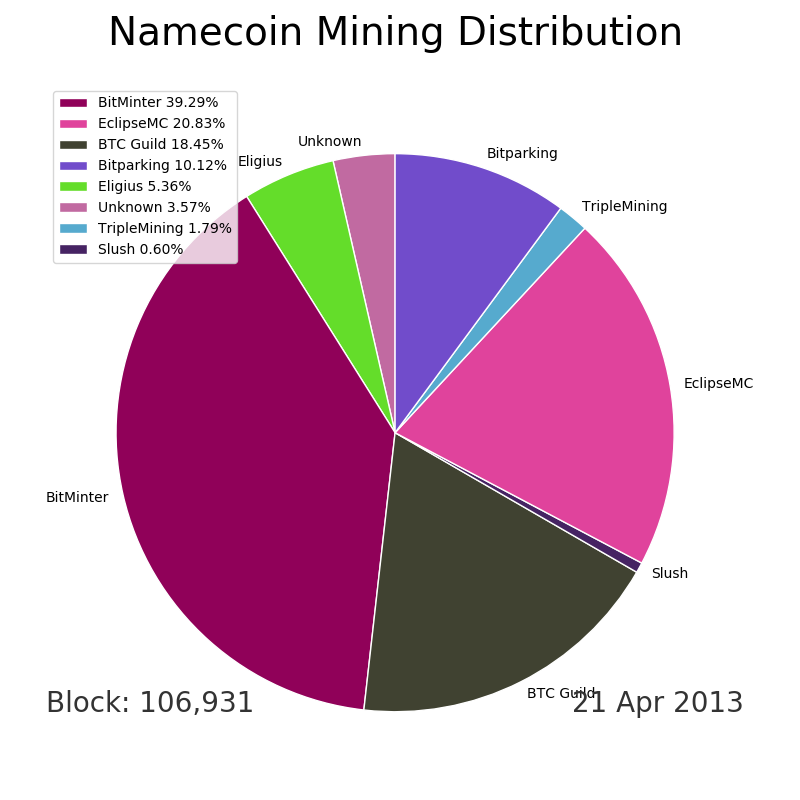 Namecoin Mining Distribution
BitMinter 39.29%
EclipseMC 20.83%
BTC Guild 18.45%
Bitparking 10.12%
Eligius 5.36%
Unknown 3.57%
TripleMining 1.79%
Slush 0.60%
Unknown
Eligius
Bitparking
TripleMining
EclipseMC
BitMinter
Slush
BTC Guild
Block: 106,931
21 Apr 2013